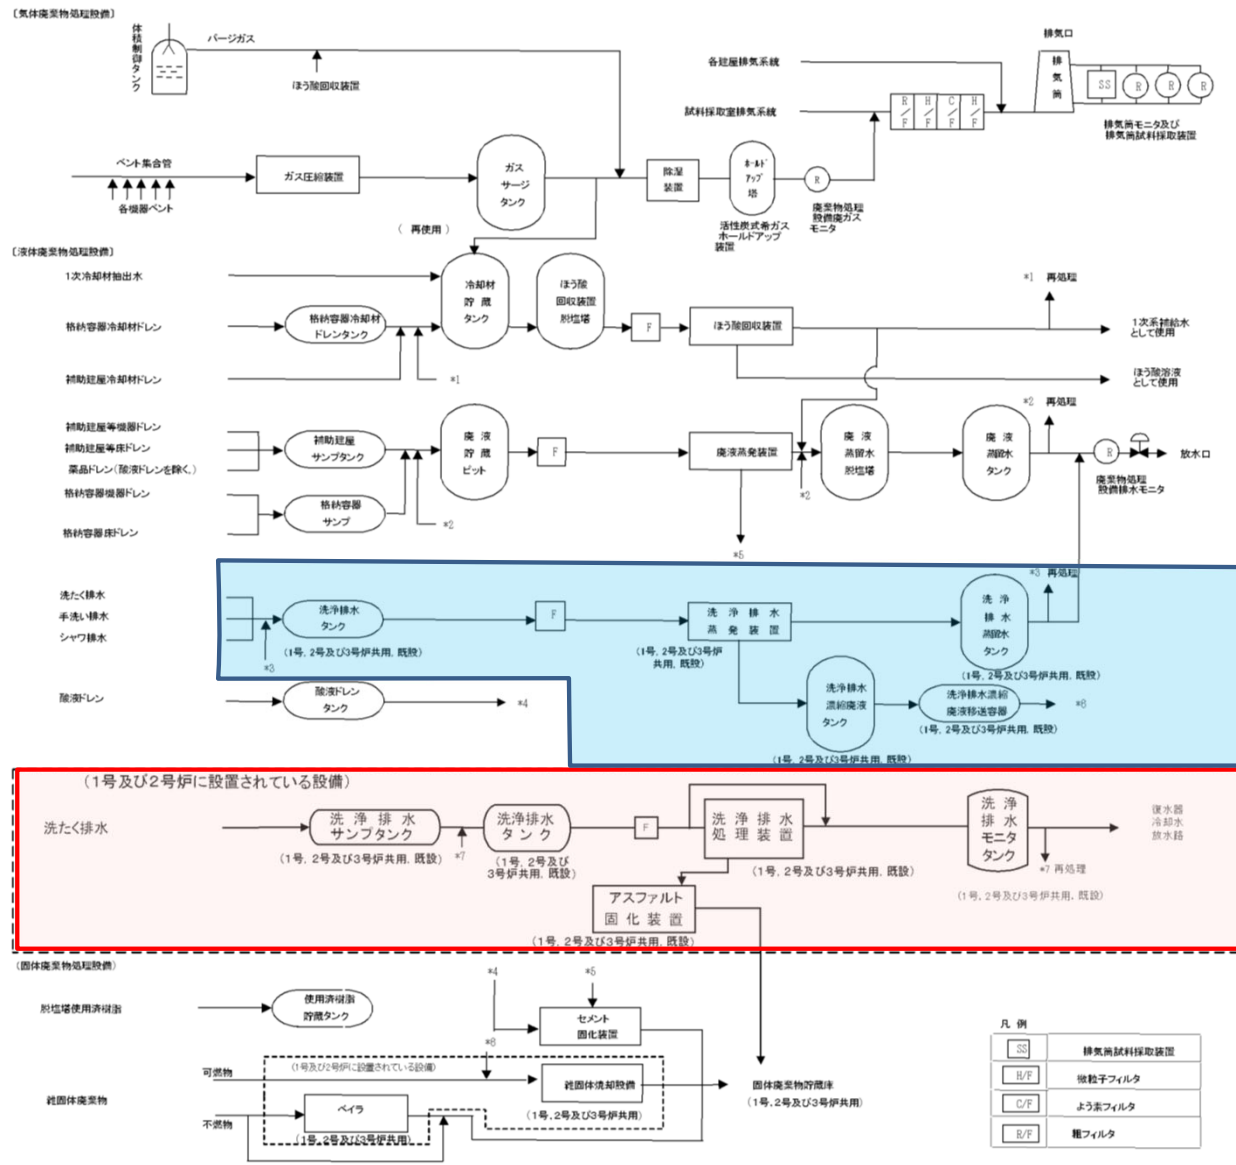 〔気体廃棄物処理設備〕
体積制御タンク
パージガス
ほう酸回収装置
各建屋排気系統
試料採取室排気系統
R/F
H/F
C/F
H/F
排気口
排気筒
SS
R
R
R
排気筒モニタ及び
排気筒試料採取装置
ベント集合管
各機器ベント
ガス圧縮装置
ガス
サージ
タンク
除湿
装置
ホールド
アップ
塔
活性炭式希ガス
ホールドアップ
装置
R
廃棄物処理
設備廃ガス
モニタ
（ 再使用 ）
〔液体廃棄物処理設備〕
1次冷却材抽出水
格納容器冷却材ドレン
格納容器冷却材
ドレンタンク
補助建屋冷却材ドレン
*1
冷却材
貯蔵
タンク
ほう酸
回収装置
脱塩塔
F
ほう酸回収装置
*1 再処理
1次系補給水
として使用
ほう酸溶液
として使用
補助建屋等機器ドレン
補助建屋等床ドレン
薬品ドレン(酸液ドレンを除く。)
補助建屋
サンプタンク
格納容器機器ドレン
格納容器床ドレン
格納容器
サンプ
*2
廃液
貯蔵
ピット
F
廃液蒸発装置
*5
*2
廃液
蒸留水
脱塩塔
廃液
蒸留水
タンク
*2 再処理
R
廃棄物処理
設備排水モニタ
放水口
洗たく排水
手洗い排水
シャワ排水
*3
洗浄排水
タンク
(1号, 2号及び3号炉共用, 既設)
F
洗浄排水
蒸発装置
(1号, 2号及び3号炉
共用, 既設)
洗浄
排水
蒸留水
タンク
*3 再処理
(1号, 2号及び3号炉共用, 既設)
洗浄排水
濃縮廃液
タンク
(1号, 2号及び3号炉共用, 既設)
洗浄排水濃縮
廃液移送容器
(1号, 2号及び3号炉共用, 既設)
*6
酸液ドレン
酸液ドレン
タンク
*4
（1号及び2号炉に設置されている設備）
洗たく排水
洗浄排水
サンプタンク
(1号, 2号及び3号炉共用, 既設)
*7
洗浄排水
タンク
(1号, 2号及び
3号炉共用, 既設)
F
洗浄排水
処理装置
(1号, 2号及び3号炉共用, 既設)
アスファルト
固化装置
(1号, 2号及び3号炉共用, 既設)
洗浄
排水
モニタ
タンク
*7 再処理
(1号, 2号及び3号炉共用, 既設)
復水器
冷却水
放水路
(固体廃棄物処理設備)
脱塩塔使用済樹脂
使用済樹脂
貯蔵タンク
*4
*5
セメント
固化装置
雑固体廃棄物
可燃物
不燃物
(1号及び2号炉に設置されている設備)
*6
雑固体焼却設備
(1号, 2号及び3号炉共用)
ベイラ
(1号, 2号及び3号炉共用)
固体廃棄物貯蔵庫
(1号, 2号及び3号炉共用)
凡 例
SS 排気筒試料採取装置
H/F 微粒子フィルタ
C/F よう素フィルタ
R/F 粗フィルタ